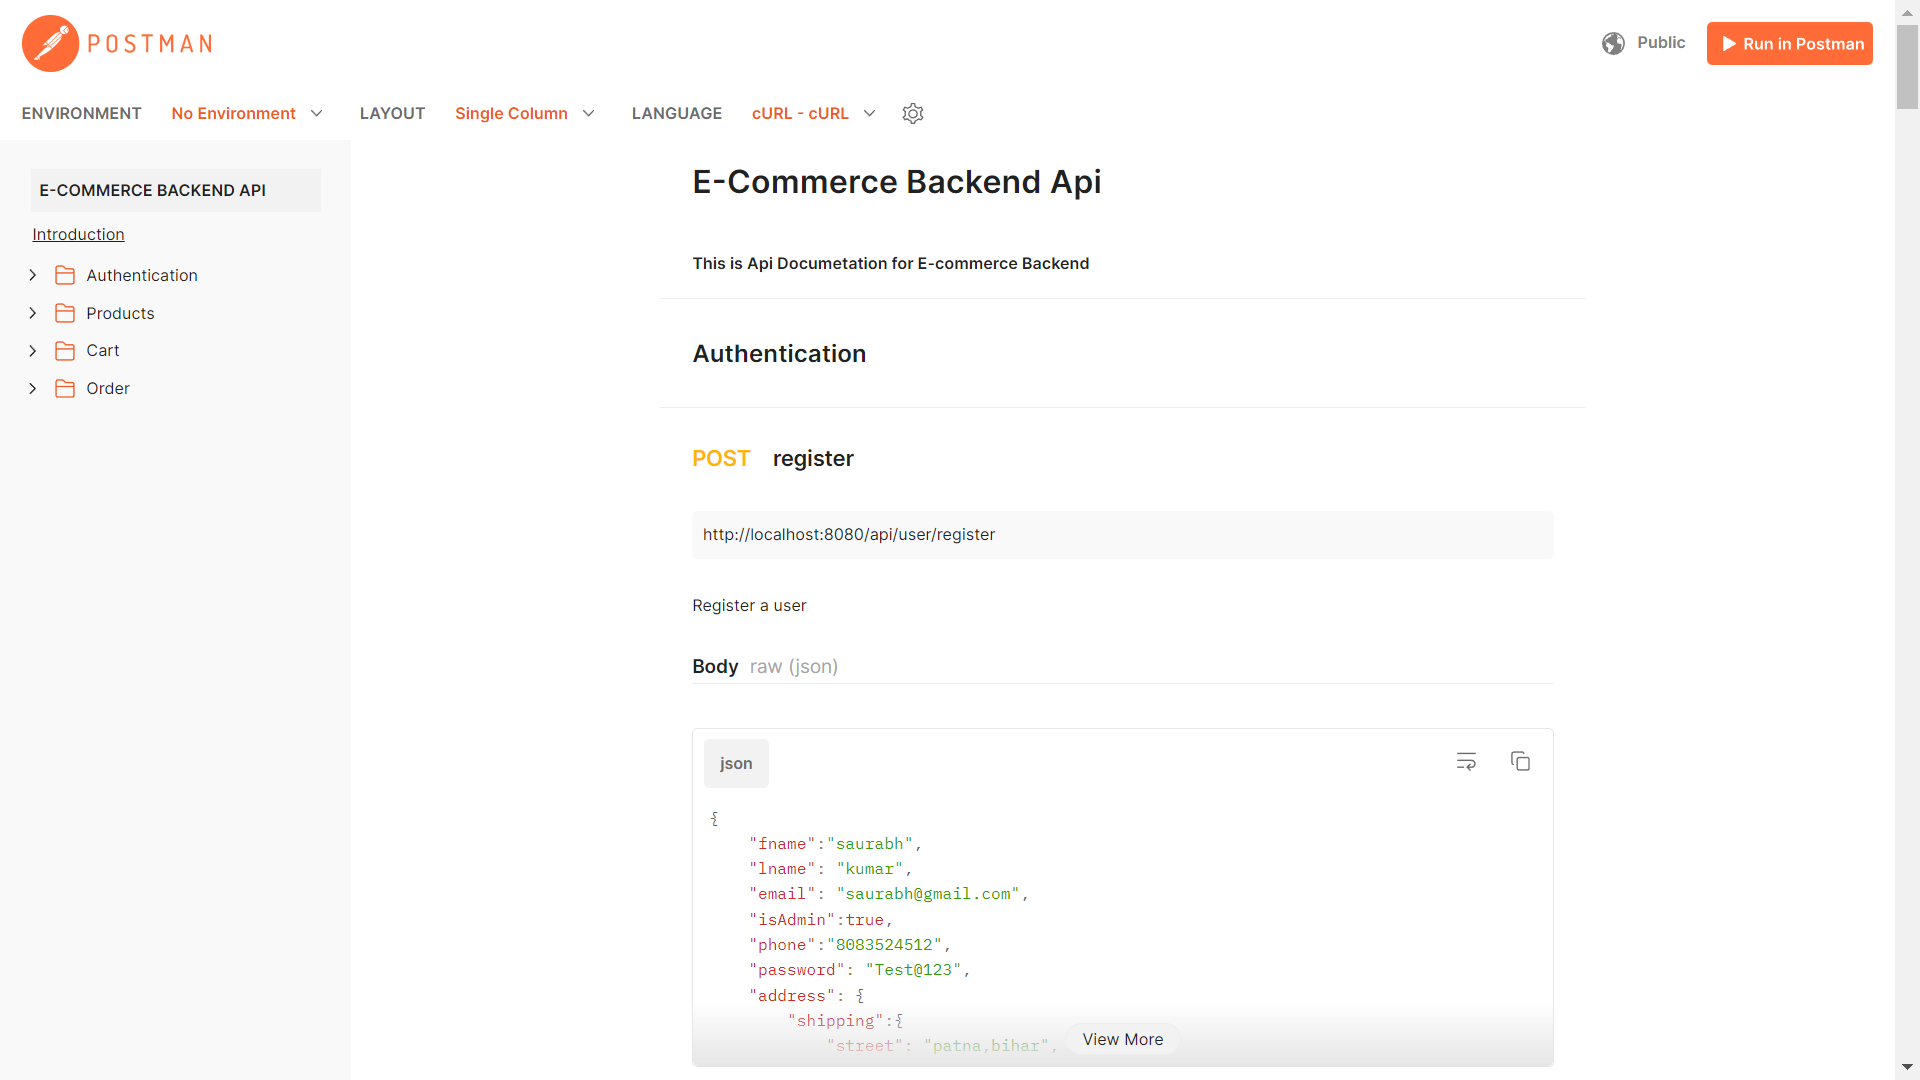 POSTMAN
Public
Run in Postman
ENVIRONMENT No Environment LAYOUT Single Column LANGUAGE cURL - cURL
E-COMMERCE BACKEND API
Introduction
Authentication
Products
Cart
Order
E-Commerce Backend Api
This is Api Documetation for E-commerce Backend
Authentication
POST register
http://localhost:8080/api/user/register
Register a user
Body raw (json)
json
{
    "fname":"saurabh",
    "lname": "kumar",
    "email": "saurabh@gmail.com",
    "isAdmin":true,
    "phone":"8083524512",
    "password": "Test@123",
    "address": {
        "shipping":{
            "street": "patna,bihar",
View More